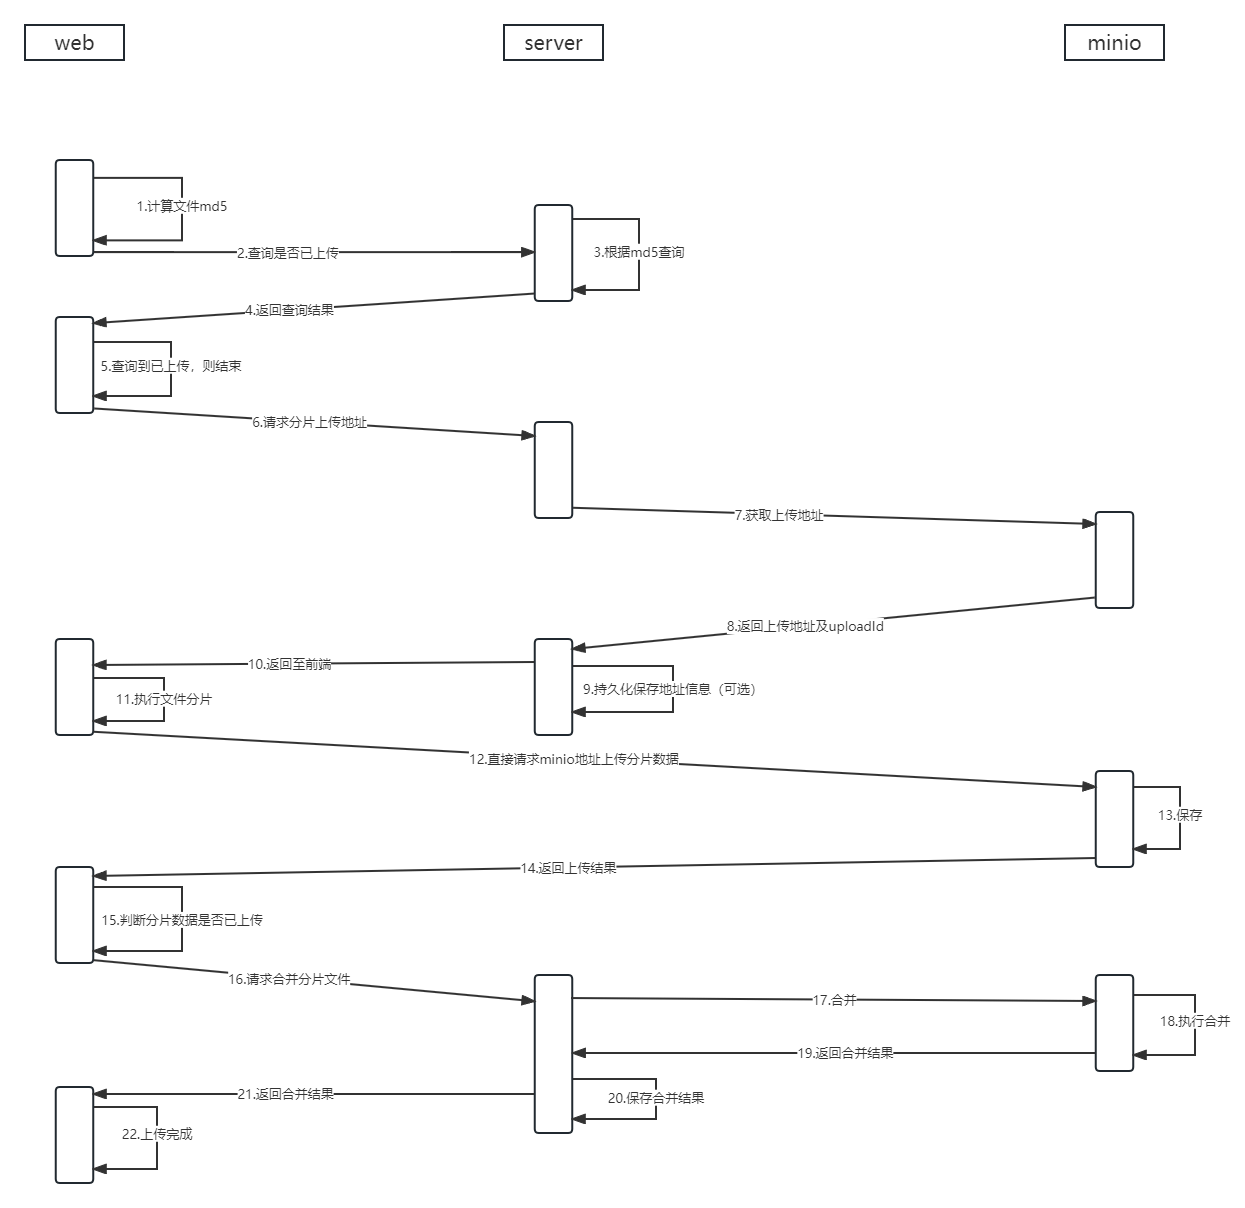 web
server
minio
1.计算文件md5
2.查询是否已上传
3.根据md5查询
4.返回查询结果
5.查询到已上传，则结束
6.请求分片上传地址
7.获取上传地址
8.返回上传地址及uploadId
10.返回至前端
9.持久化保存地址信息（可选）
11.执行文件分片
12.直接请求minio地址上传分片数据
13.保存
14.返回上传结果
15.判断分片数据是否已上传
16.请求合并分片文件
17.合并
18.执行合并
19.返回合并结果
21.返回合并结果
20.保存合并结果
22.上传完成